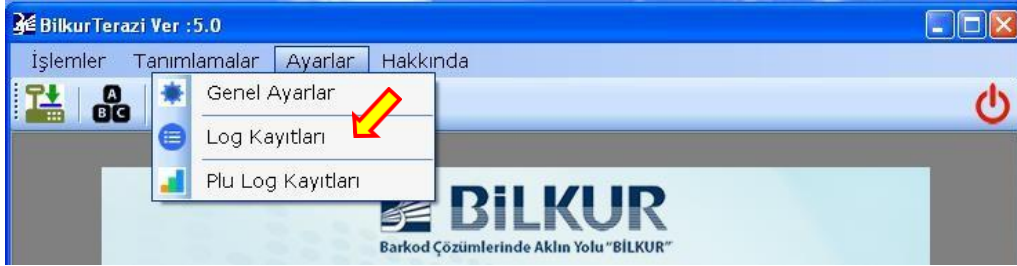 BilkurTerazi Ver :5.0
İşlemler Tanımlamalar Ayarlar Hakkında
A
B C
Genel Ayarlar
Log Kayıtları
Plu Log Kayıtları
BİLKUR
Barkod Çözümlerinde Aklın Yolu "BİLKUR"